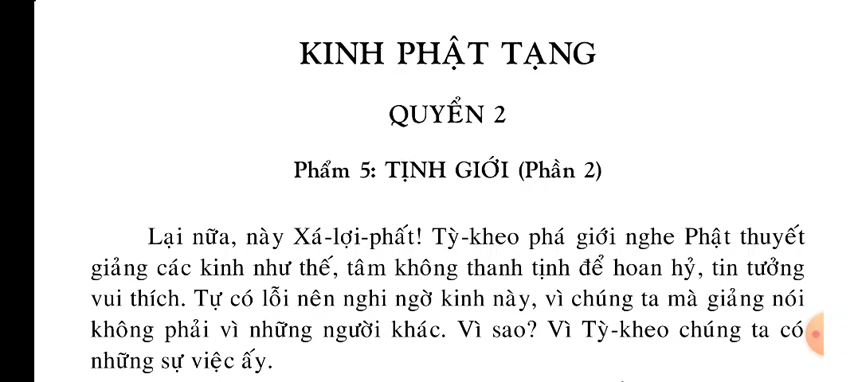 KINH PHẬT TẠNG
QUYỂN 2
Phẩm 5: TỊNH GIỚI (Phần 2)
Lại nữa, này Xá-lợi-phất! Tỳ-kheo phá giới nghe Phật thuyết
giảng các kinh như thế, tâm không thanh tịnh để hoan hỷ, tin tưởng
vui thích. Tự có lỗi nên nghi ngờ kinh này, vì chúng ta mà giảng nói
không phải vì những người khác. Vì sao? Vì Tỳ-kheo chúng ta có
những sự việc ấy.